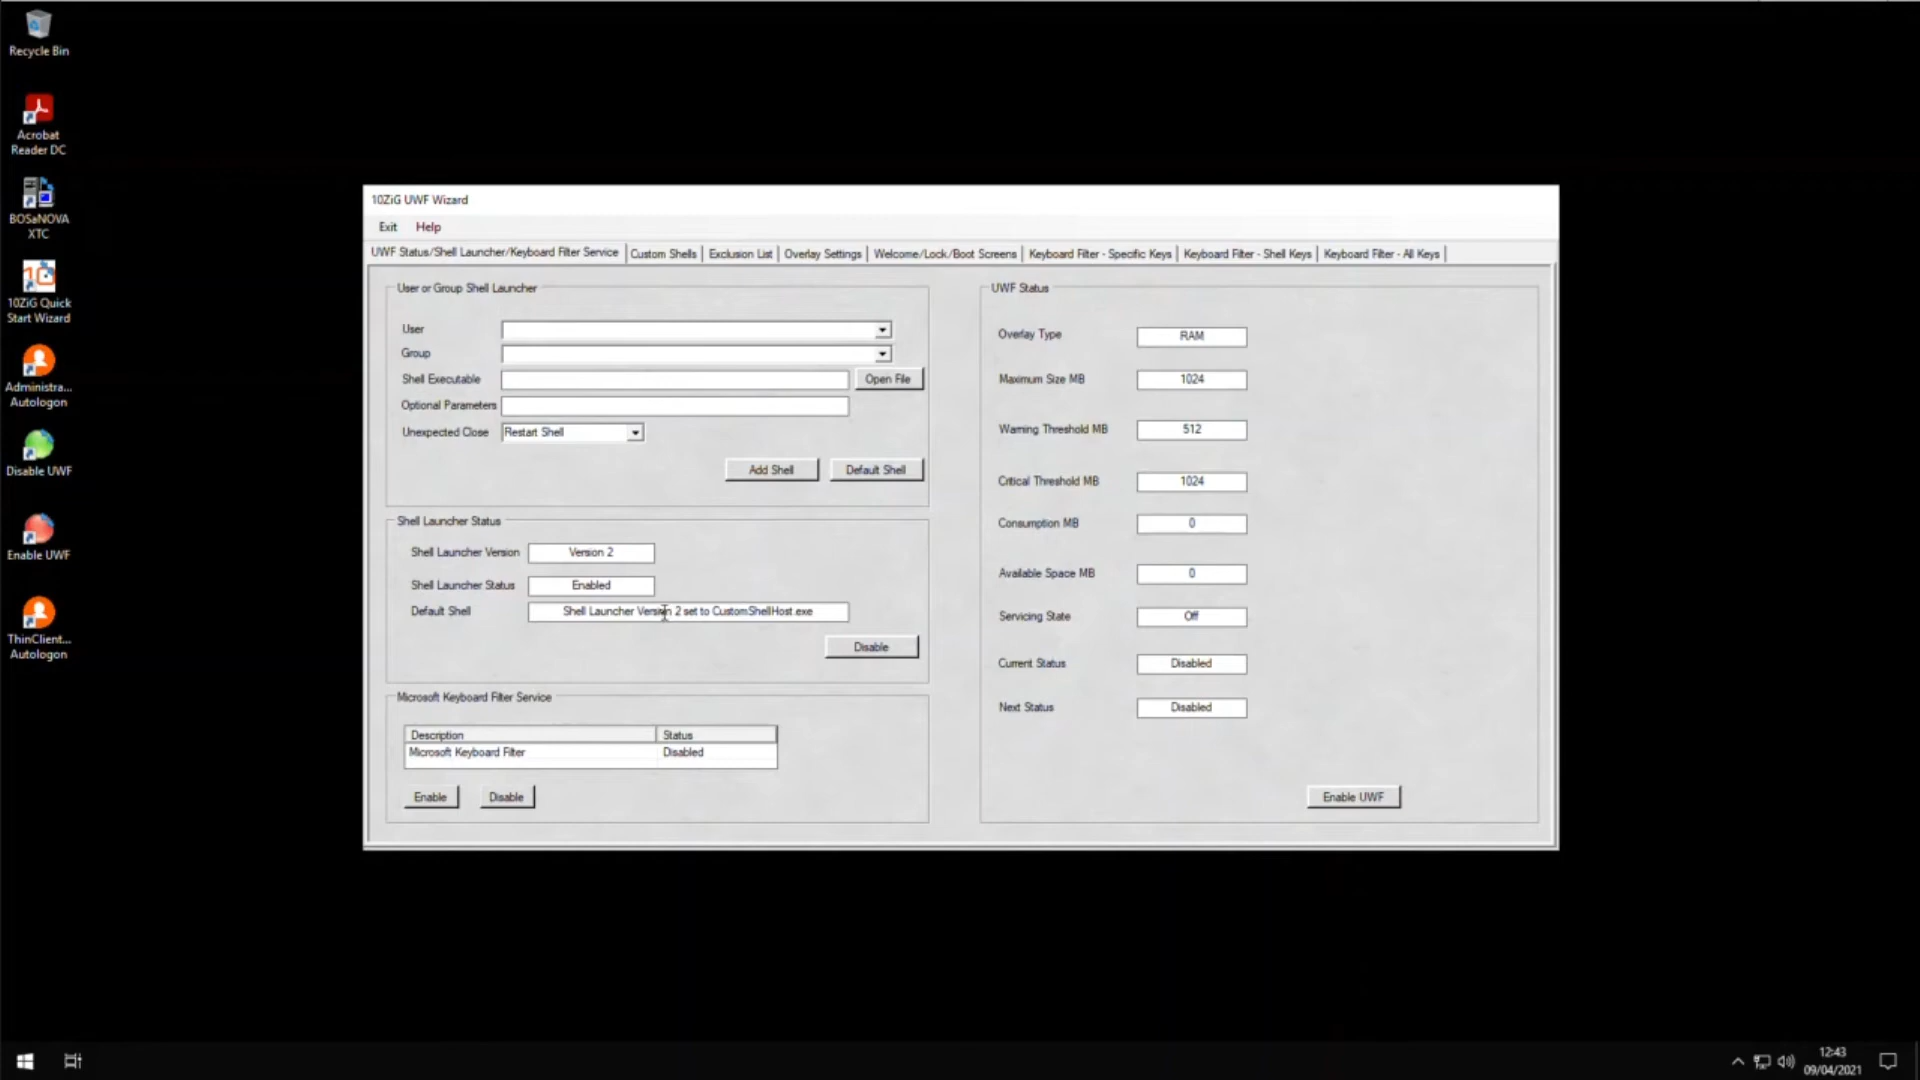 Recycle Bin
Acrobat
Reader DC
BOSaNOVA
XTC
10ZiG Quick
Start Wizard
Administra...
Autologon
Disable UWF
Enable UWF
ThinClient...
Autologon
10ZiG UWF Wizard
Exit Help
UWF Status/Shell Launcher/Keyboard Filter Service Custom Shells Exclusion List Overlay Settings Welcome/Lock/Boot Screens Keyboard Filter - Specific Keys Keyboard Filter - Shell Keys Keyboard Filter - All Keys
User or Group Shell Launcher
User
Group
Shell Executable Open File
Optional Parameters
Unexpected Close Restart Shell
Add Shell Default Shell
Shell Launcher Status
Shell Launcher Version Version 2
Shell Launcher Status Enabled
Default Shell Shell Launcher Version 2 set to CustomShellHost.exe
Disable
Microsoft Keyboard Filter Service
Description Status
Microsoft Keyboard Filter Disabled
Enable Disable
UWF Status
Overlay Type RAM
Maximum Size MB 1024
Warning Threshold MB 512
Critical Threshold MB 1024
Consumption MB 0
Available Space MB 0
Servicing State Off
Current Status Disabled
Next Status Disabled
Enable UWF
12:43
09/04/2021